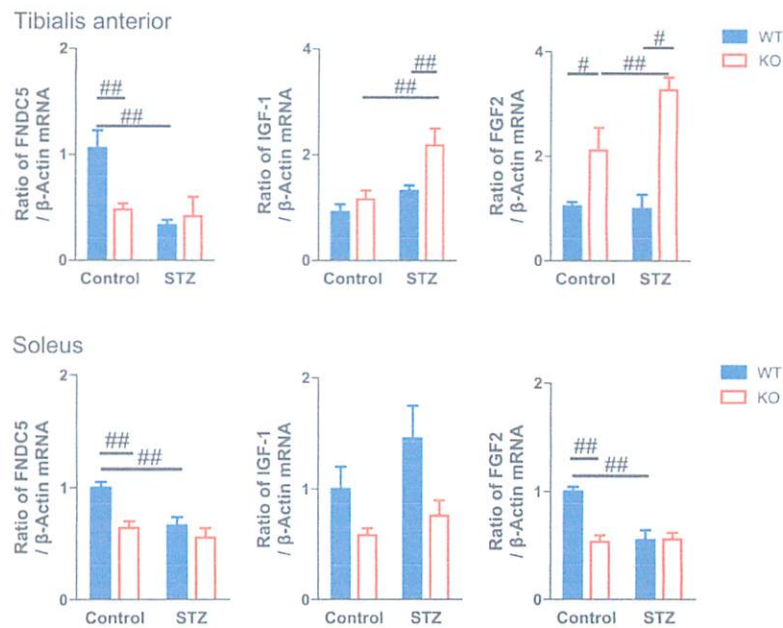 Tibialis anterior
WT
KO
Ratio of FNDC5
/ β-Actin mRNA
2
1
0
##
##
Control STZ
Ratio of IGF-1
/ β-Actin mRNA
4
2
0
##
##
Control STZ
Ratio of FGF2
/ β-Actin mRNA
4
2
0
#
##
#
Control STZ
Soleus
WT
KO
Ratio of FNDC5
/ β-Actin mRNA
2
1
0
##
##
Control STZ
Ratio of IGF-1
/ β-Actin mRNA
2
1
0
Control STZ
Ratio of FGF2
/ β-Actin mRNA
2
1
0
##
##
Control STZ